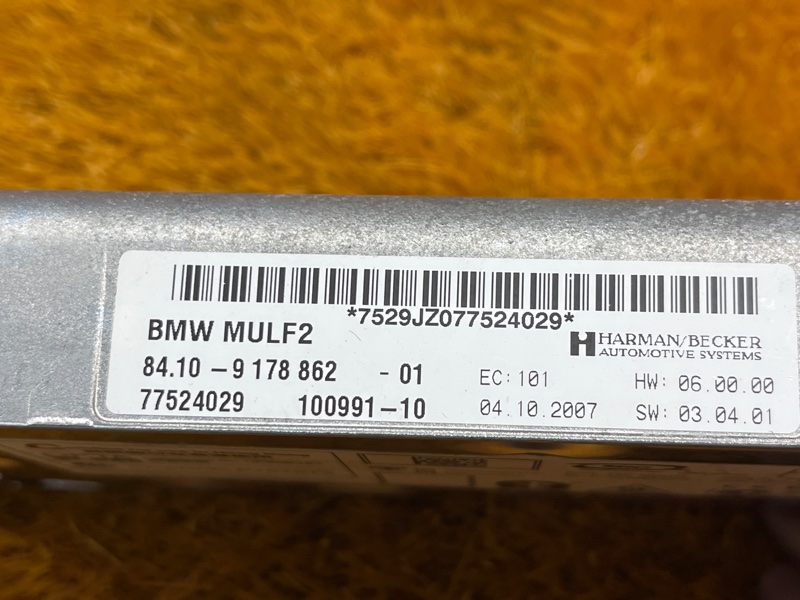 *7529JZ077524029*
BMW MULF2
HARMAN/BECKER
AUTOMOTIVE SYSTEMS
84.10 - 9 178 862 - 01
EC: 101
HW: 06.00.00
77524029
100991-10
04.10.2007
SW: 03.04.01